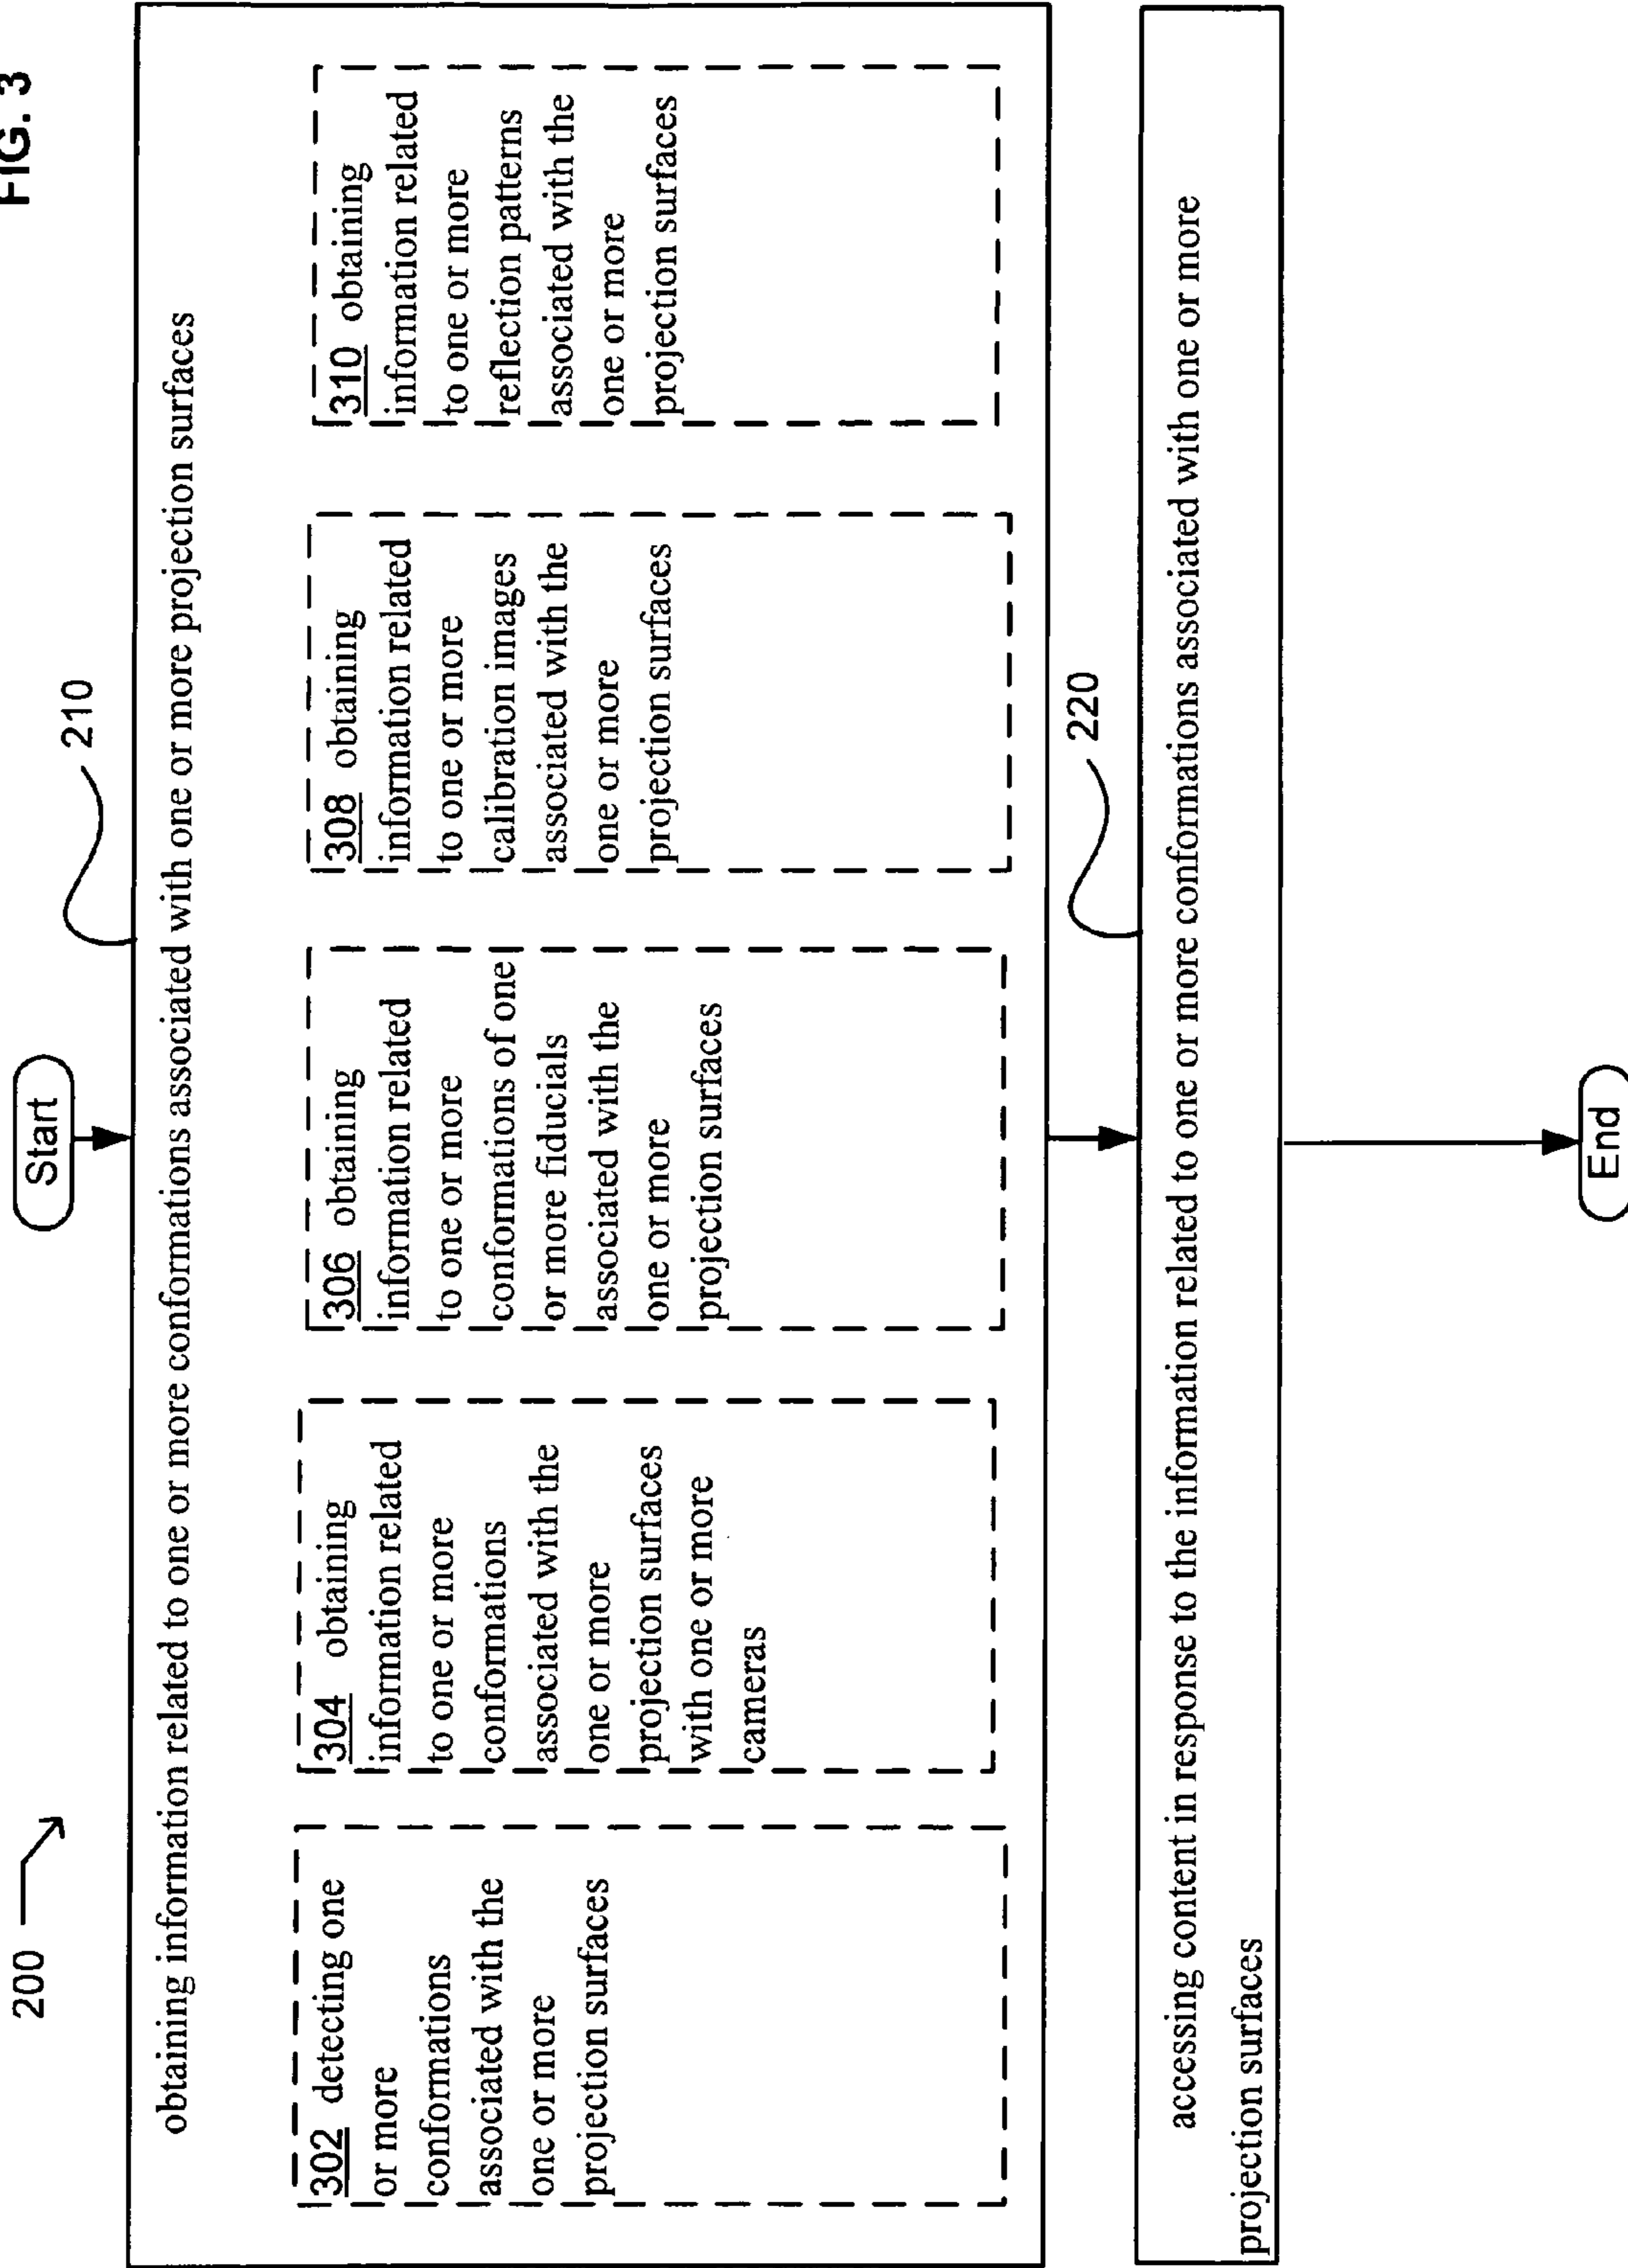 FIG. 3
200
Start
210
obtaining information related to one or more conformations associated with one or more projection surfaces
302 detecting one
or more
conformations
associated with the
one or more
projection surfaces
304 obtaining
information related
to one or more
conformations
associated with the
one or more
projection surfaces
with one or more
cameras
306 obtaining
information related
to one or more
conformations of one
or more fiducials
associated with the
one or more
projection surfaces
308 obtaining
information related
to one or more
calibration images
associated with the
one or more
projection surfaces
310 obtaining
information related
to one or more
reflection patterns
associated with the
one or more
projection surfaces
220
accessing content in response to the information related to one or more conformations associated with one or more
projection surfaces
End